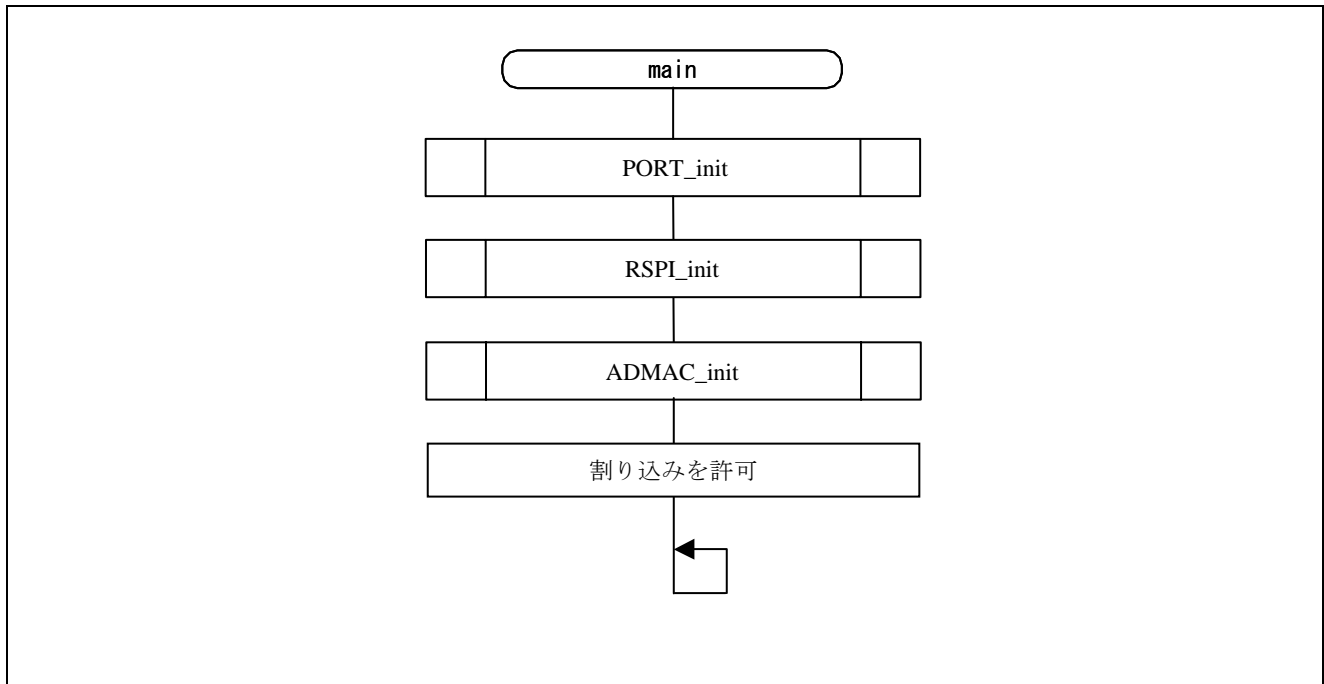 main
PORT_init
RSPI_init
ADMAC_init
割り込みを許可